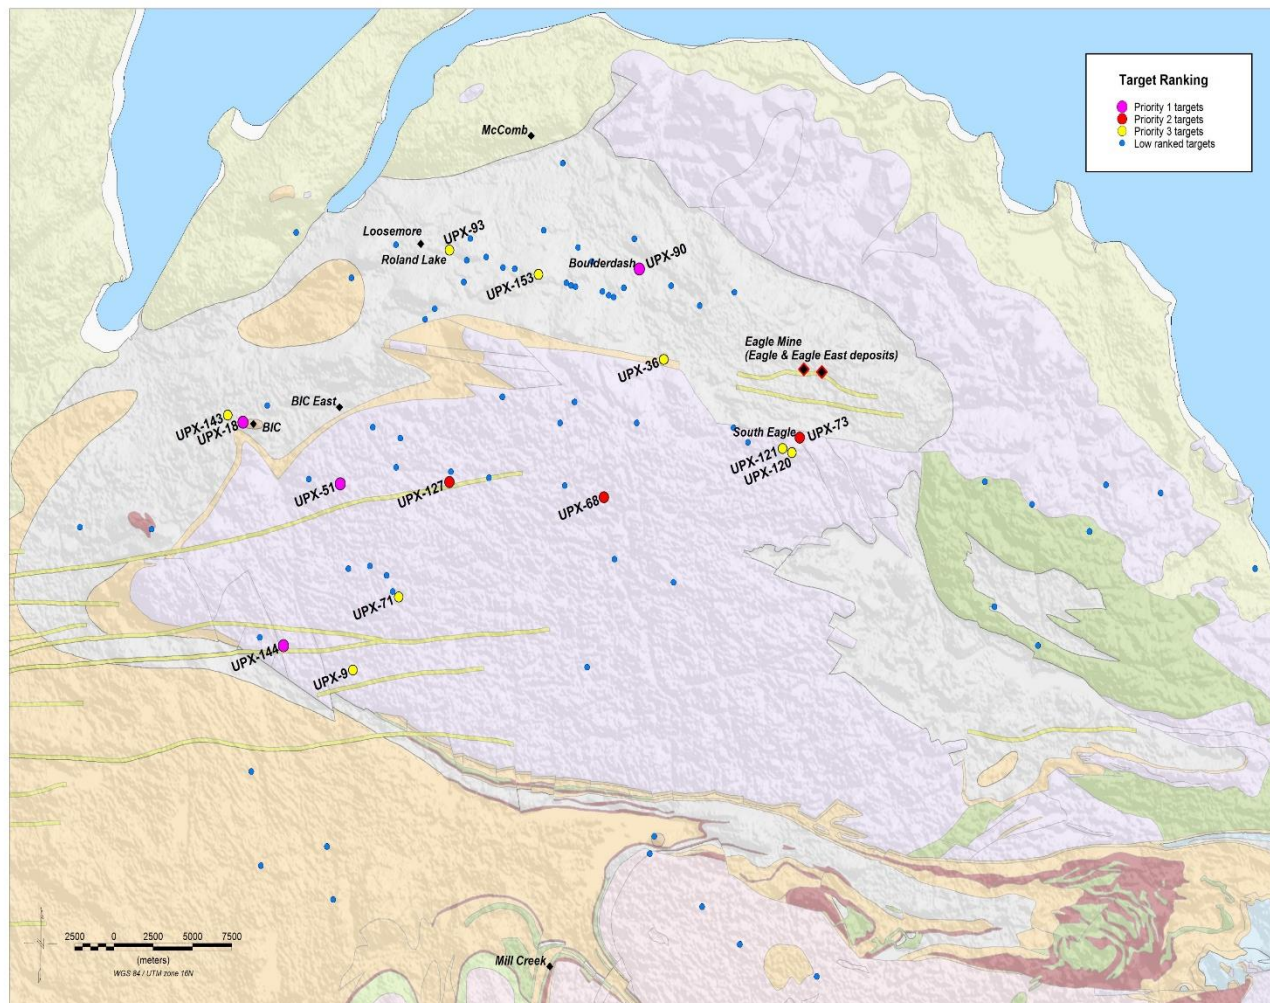 Target Ranking
Priority 1 targets
Priority 2 targets
Priority 3 targets
Low ranked targets
McComb
Loosemore
UPX-93
Roland Lake
Boulderdash
UPX-90
UPX-153
Eagle Mine
(Eagle & Eagle East deposits)
UPX-36
BIC East
UPX-143
UPX-18
BIC
South Eagle
UPX-73
UPX-121
UPX-120
UPX-51
UPX-127
UPX-68
UPX-71
UPX-144
UPX-9
2500 0 2500 5000 7500
(meters)
WGS 84 / UTM zone 16N
Mill Creek